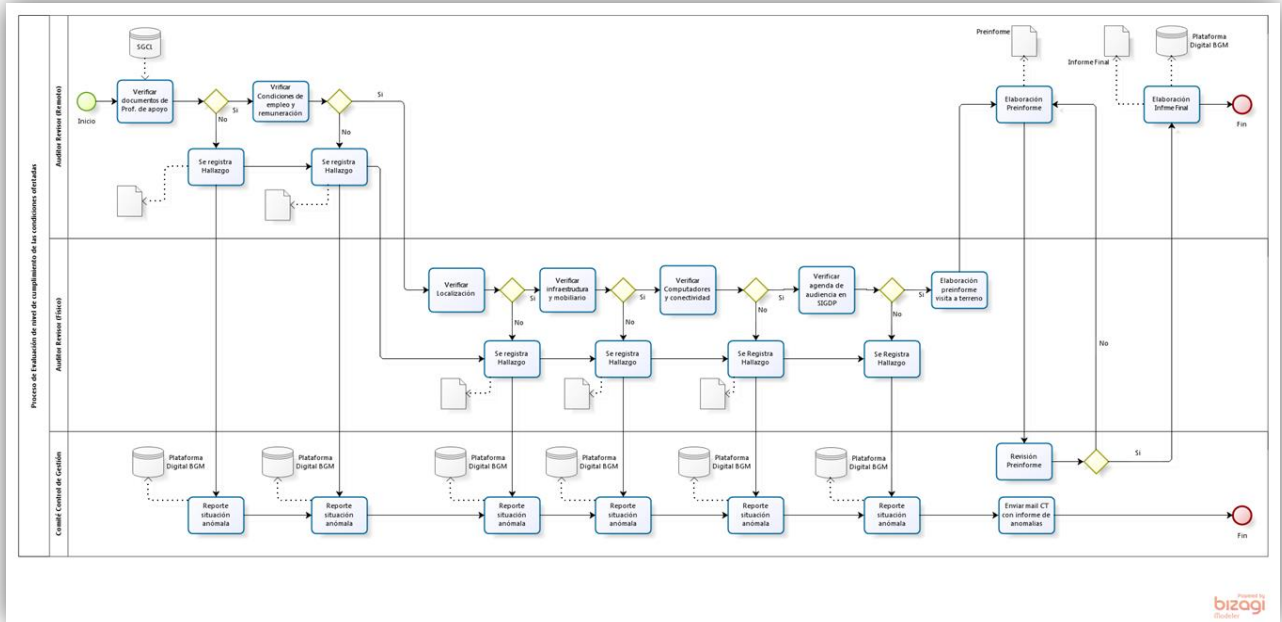 Proceso de Evaluación de nivel de cumplimiento de las condiciones ofertadas
Auditor Revisor (Remoto)
SGCL
Inicio
Verificar
documentos de
Prof. de apoyo
Si
No
Vrificar
Condiciones de
empleo y
remuneración
Si
No
Se registra
Hallazgo
Se registra
Hallazgo
Preinforme
Elaboración
Preinforme
Informe Final
Plataforma
Digital BGM
Elaboración
Infrme Final
Fin
Auditor Revisor (Físico)
Verificar
Localización
Si
No
Verificar
infraestrutura
y mobiliario
Si
No
Verificar
Computadores
y conectividad
Si
No
Verificar
agenda de
audiencia en
SIGDP
Si
No
Elaboración
preinforme
visita a terreno
Se registra
Hallazgo
Se registra
Hallazgo
Se Registra
Hallazgo
Se Registra
Hallazgo
No
Comité Control de Gestión
Plataforma
Digital BGM
Plataforma
Digital BGM
Plataforma
Digital BGM
Plataforma
Digital BGM
Plataforma
Digital BGM
Plataforma
Digital BGM
Revisión
Preinforme
Si
Reporte
situación
anómala
Reporte
situación
anómala
Reporte
situación
anómala
Reporte
situación
anómala
Reporte
situación
anómala
Reporte
situación
anómala
Enviar mail CT
con informe de
anomalias
Fin
Powered by
bizagi
Modeler